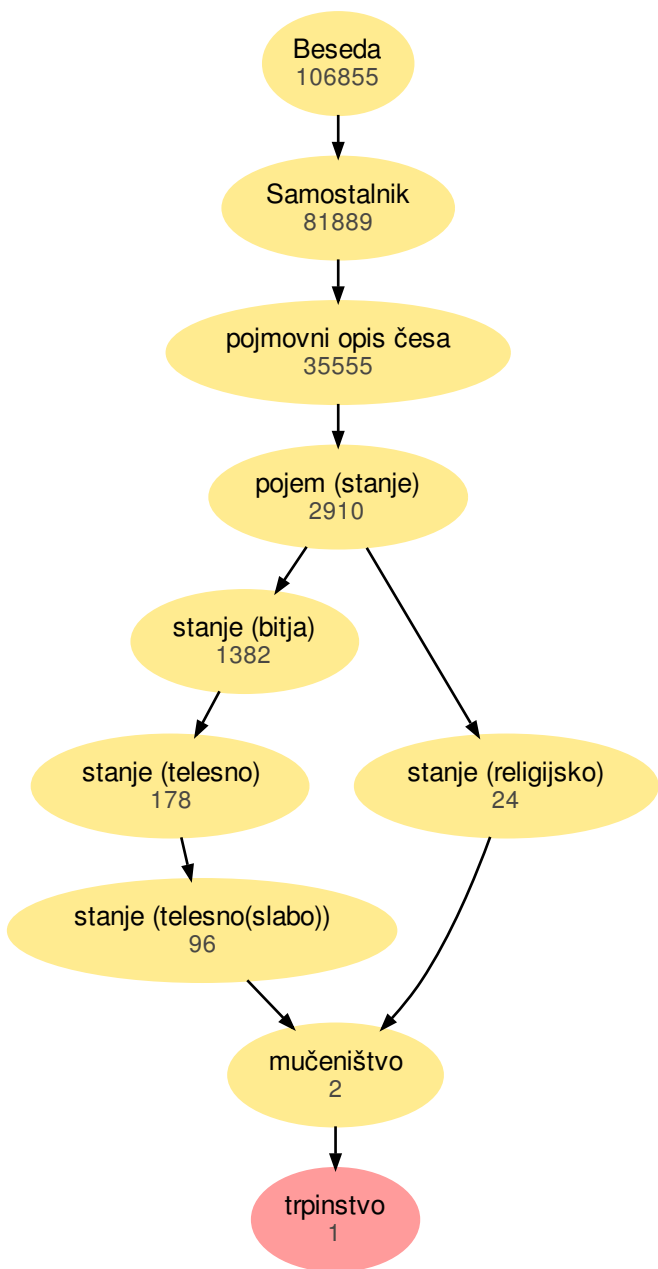 Beseda
106855
Samostalnik
81889
pojmovni opis česa
35555
pojem (stanje)
2910
stanje (bitja)
1382
stanje (telesno)
178
stanje (religijsko)
24
stanje (telesno(slabo))
96
mučeništvo
2
trpinstvo
1